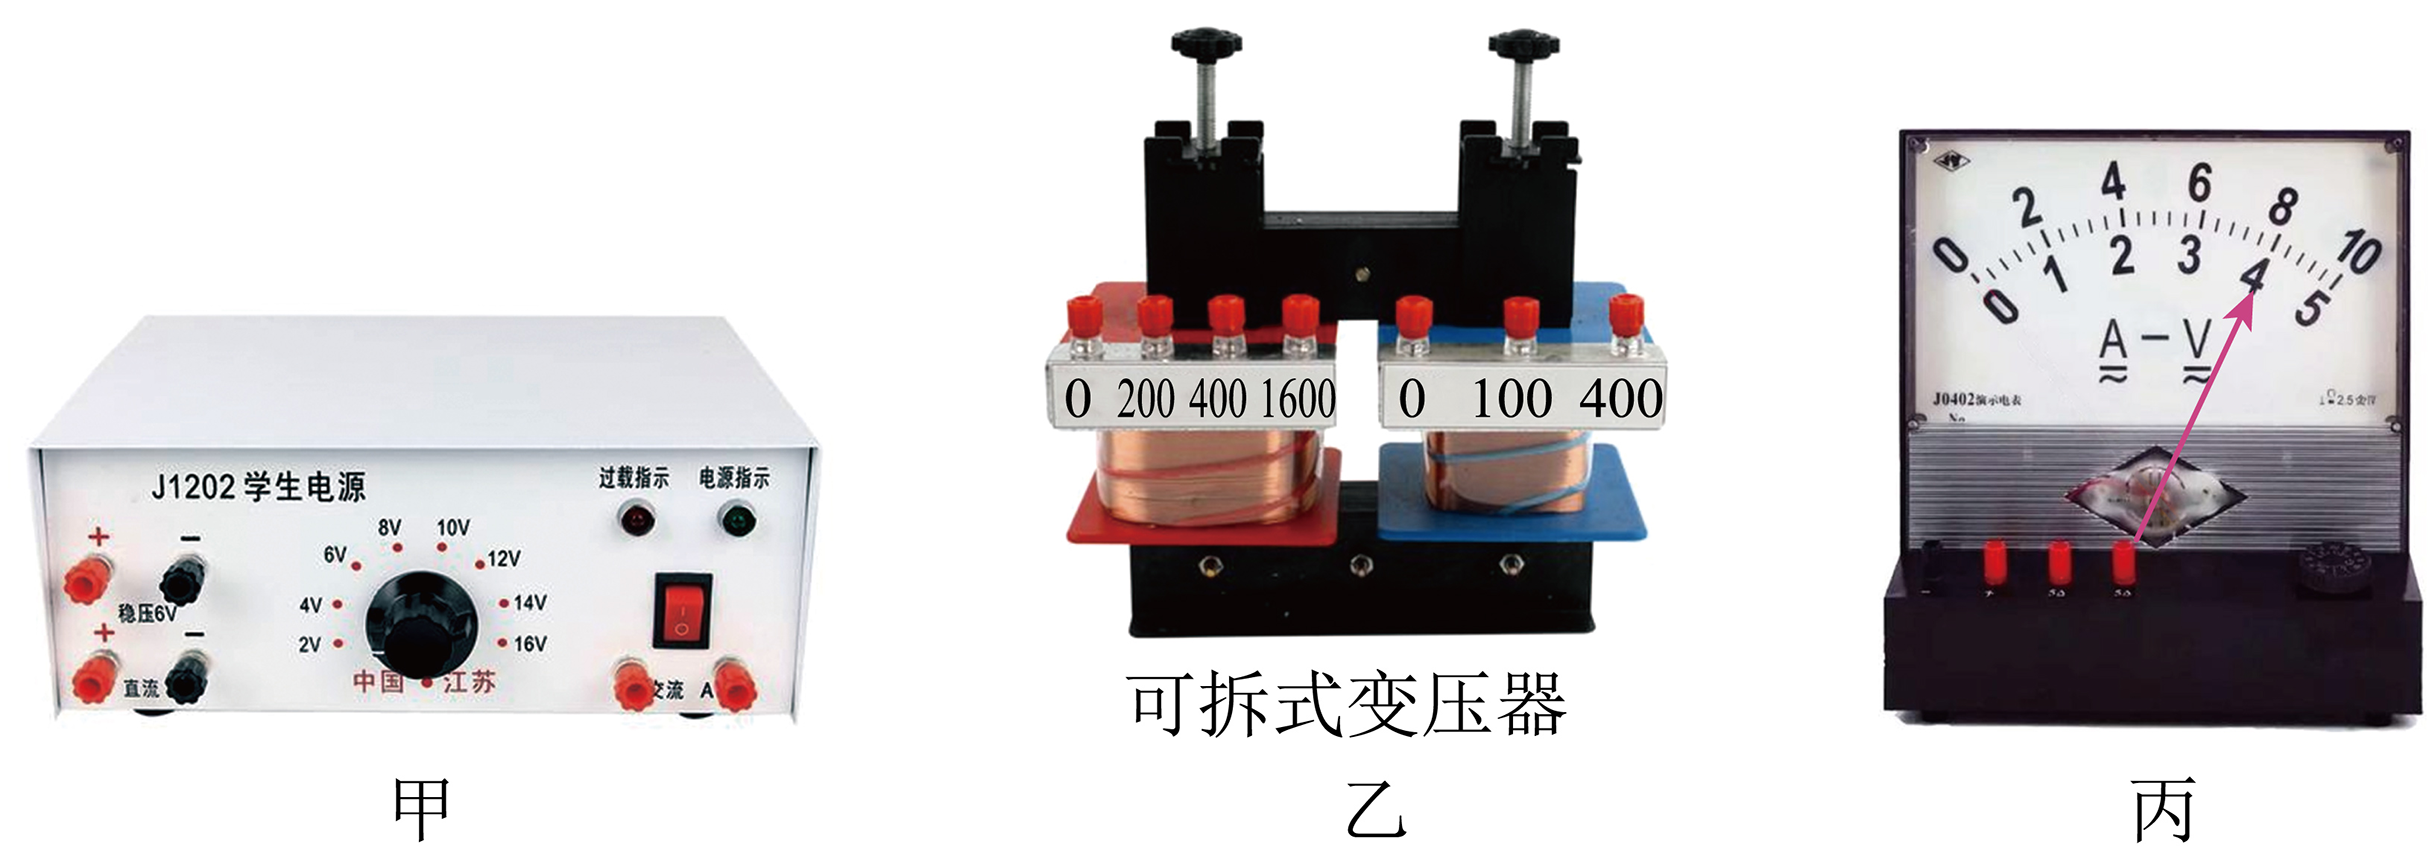 J1202 学生电源
过载指示 电源指示
+ −
稳压6V
+ −
直流
2V 4V 6V 8V 10V 12V 14V 16V
中国 江苏
交流 A
甲
0 200 400 1600
0 100 400
可拆式变压器
乙
0 2 4 6 8 10
0 1 2 3 4 5
A − V
J0402演示电表
No
2.5
丙